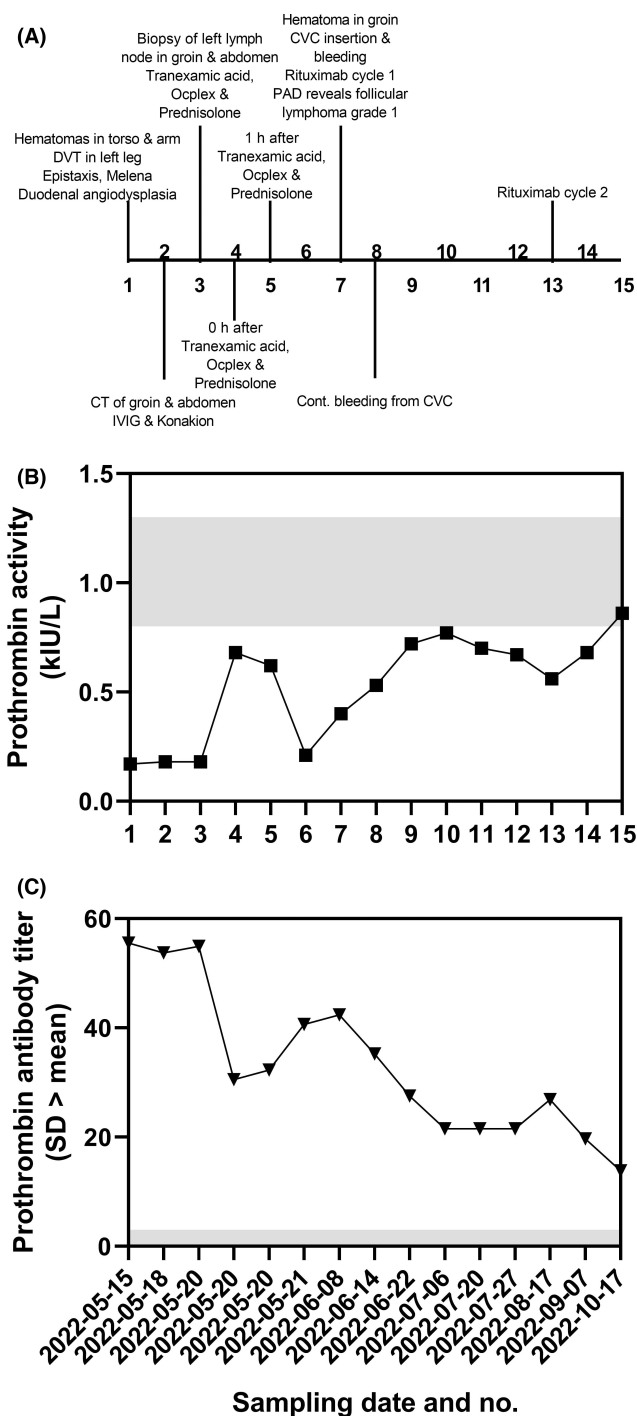 (A)
Hematomas in torso & arm
DVT in left leg
Epistaxis, Melena
Duodenal angiodysplasia
Biopsy of left lymph
node in groin & abdomen
Tranexamic acid,
Ocplex &
Prednisolone
1 h after
Tranexamic acid,
Ocplex &
Prednisolone
Hematoma in groin
CVC insertion &
bleeding
Rituximab cycle 1
PAD reveals follicular
lymphoma grade 1
Rituximab cycle 2
2 4 6 8 10 12 14
1 3 5 7 9 11 13 15
0 h after
Tranexamic acid,
Ocplex &
Prednisolone
CT of groin & abdomen
IVIG & Konakion
Cont. bleeding from CVC
(B)
Prothrombin activity
(kIU/L)
1.5
1.0
0.5
0.0
1 2 3 4 5 6 7 8 9 10 11 12 13 14 15
(C)
Prothrombin antibody titer
(SD > mean)
60
40
20
0
2022-05-15
2022-05-18
2022-05-20
2022-05-20
2022-05-20
2022-05-21
2022-06-08
2022-06-14
2022-06-22
2022-07-06
2022-07-20
2022-07-27
2022-08-17
2022-09-07
2022-10-17
Sampling date and no.